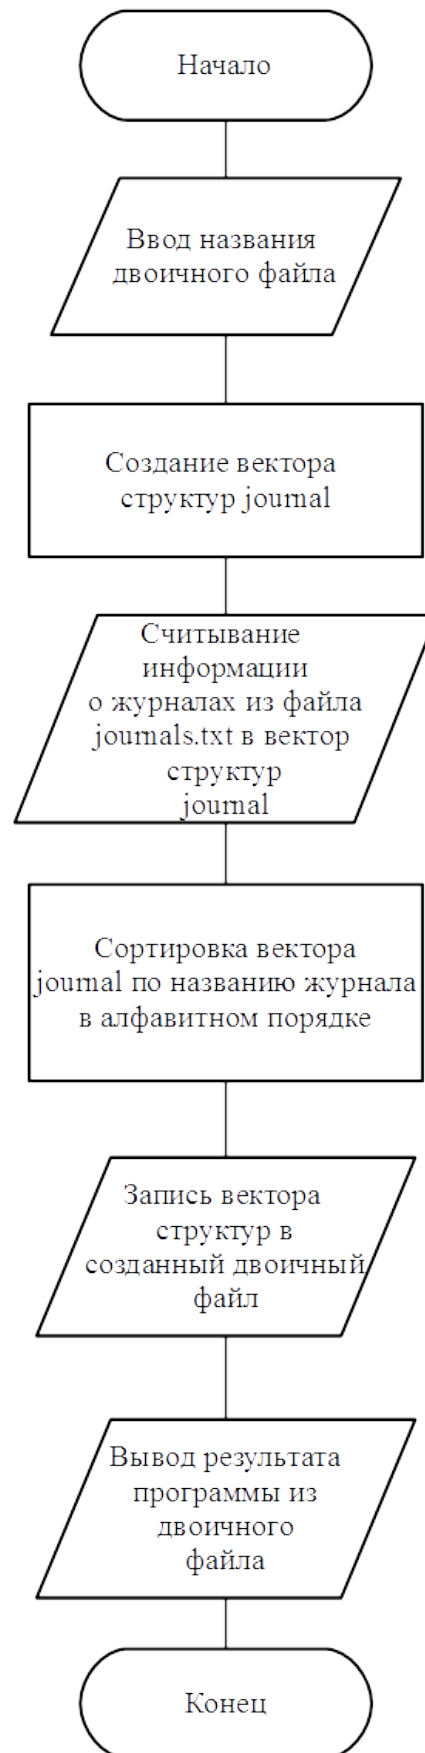 Начало
Ввод названия
двоичного файла
Создание вектора
структур journal
Считывание
информации
о журналах из файла
journals.txt в вектор
структур
journal
Сортировка вектора
journal по названию журнала
в алфавитном порядке
Запись вектора
структур в
созданный двоичный
файл
Вывод результата
программы из
двоичного
файла
Конец